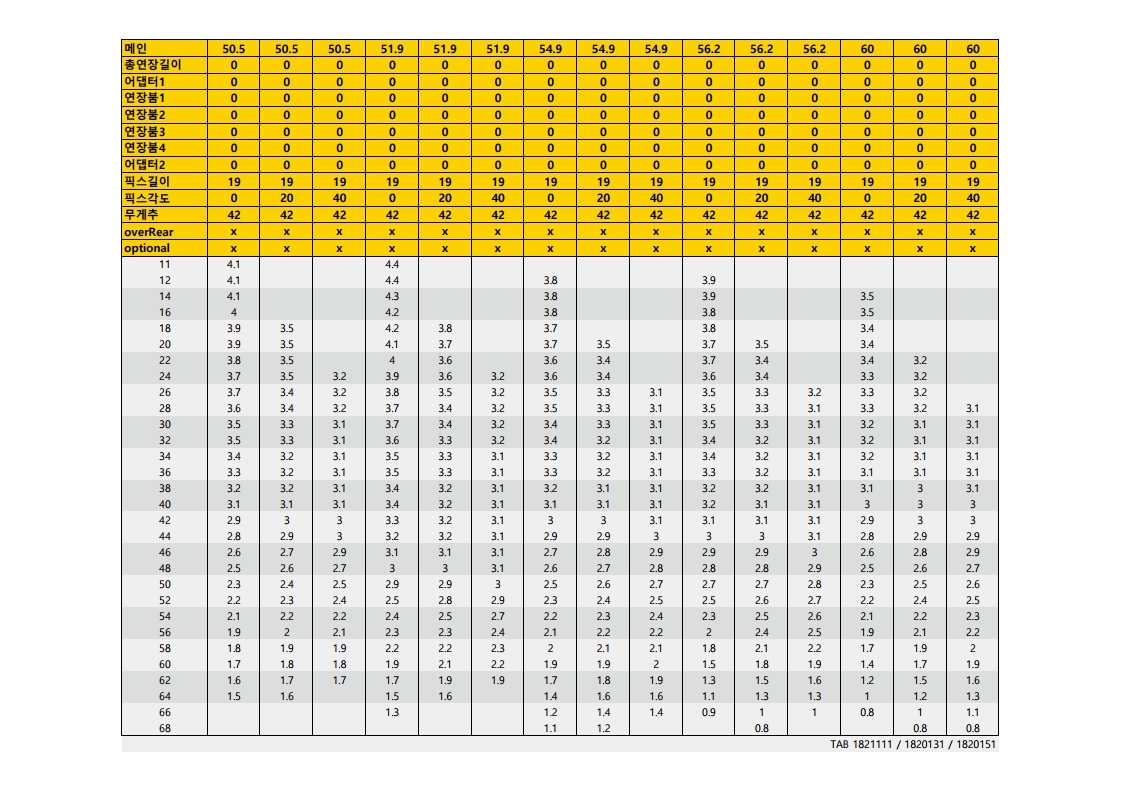 메인 50.5 50.5 50.5 51.9 51.9 51.9 54.9 54.9 54.9 56.2 56.2 56.2 60 60 60
총연장길이 0 0 0 0 0 0 0 0 0 0 0 0 0 0 0
어댑터1 0 0 0 0 0 0 0 0 0 0 0 0 0 0 0
연장붐1 0 0 0 0 0 0 0 0 0 0 0 0 0 0 0
연장붐2 0 0 0 0 0 0 0 0 0 0 0 0 0 0 0
연장붐3 0 0 0 0 0 0 0 0 0 0 0 0 0 0 0
연장붐4 0 0 0 0 0 0 0 0 0 0 0 0 0 0 0
어댑터2 0 0 0 0 0 0 0 0 0 0 0 0 0 0 0
픽스길이 19 19 19 19 19 19 19 19 19 19 19 19 19 19 19
픽스각도 0 20 40 0 20 40 0 20 40 0 20 40 0 20 40
무게추 42 42 42 42 42 42 42 42 42 42 42 42 42 42 42
overRear x x x x x x x x x x x x x x x
optional x x x x x x x x x x x x x x x
11 4.1 4.4
12 4.1 4.4 3.8 3.9
14 4.1 4.3 3.8 3.9 3.5
16 4 4.2 3.8 3.8 3.5
18 3.9 3.5 4.2 3.8 3.7 3.8 3.4
20 3.9 3.5 4.1 3.7 3.7 3.5 3.7 3.5 3.4
22 3.8 3.5 4 3.6 3.6 3.4 3.7 3.4 3.4 3.2
24 3.7 3.5 3.2 3.9 3.6 3.2 3.6 3.4 3.6 3.4 3.3 3.2
26 3.7 3.4 3.2 3.8 3.5 3.2 3.5 3.3 3.1 3.5 3.3 3.2 3.3 3.2
28 3.6 3.4 3.2 3.7 3.4 3.2 3.5 3.3 3.1 3.5 3.3 3.1 3.3 3.2 3.1
30 3.5 3.3 3.1 3.7 3.4 3.2 3.4 3.3 3.1 3.5 3.3 3.1 3.2 3.1 3.1
32 3.5 3.3 3.1 3.6 3.3 3.2 3.4 3.2 3.1 3.4 3.2 3.1 3.2 3.1 3.1
34 3.4 3.2 3.1 3.5 3.3 3.1 3.3 3.2 3.1 3.4 3.2 3.1 3.2 3.1 3.1
36 3.3 3.2 3.1 3.5 3.3 3.1 3.3 3.2 3.1 3.3 3.2 3.1 3.1 3.1 3.1
38 3.2 3.2 3.1 3.4 3.2 3.1 3.2 3.1 3.1 3.2 3.2 3.1 3.1 3 3.1
40 3.1 3.1 3.1 3.4 3.2 3.1 3.1 3.1 3.1 3.2 3.1 3.1 3 3 3
42 2.9 3 3 3.3 3.2 3.1 3 3 3.1 3.1 3.1 3.1 2.9 3 3
44 2.8 2.9 3 3.2 3.2 3.1 2.9 2.9 3 3 3 3.1 2.8 2.9 2.9
46 2.6 2.7 2.9 3.1 3.1 3.1 2.7 2.8 2.9 2.9 2.9 3 2.6 2.8 2.9
48 2.5 2.6 2.7 3 3 3.1 2.6 2.7 2.8 2.8 2.8 2.9 2.5 2.6 2.7
50 2.3 2.4 2.5 2.9 2.9 3 2.5 2.6 2.7 2.7 2.7 2.8 2.3 2.5 2.6
52 2.2 2.3 2.4 2.5 2.8 2.9 2.3 2.4 2.5 2.5 2.6 2.7 2.2 2.4 2.5
54 2.1 2.2 2.2 2.4 2.5 2.7 2.2 2.3 2.4 2.3 2.5 2.6 2.1 2.2 2.3
56 1.9 2 2.1 2.3 2.3 2.4 2.1 2.2 2.2 2 2.4 2.5 1.9 2.1 2.2
58 1.8 1.9 1.9 2.2 2.2 2.3 2 2.1 2.1 1.8 2.1 2.2 1.7 1.9 2
60 1.7 1.8 1.8 1.9 2.1 2.2 1.9 1.9 2 1.5 1.8 1.9 1.4 1.7 1.9
62 1.6 1.7 1.7 1.7 1.9 1.9 1.7 1.8 1.9 1.3 1.5 1.6 1.2 1.5 1.6
64 1.5 1.6 1.5 1.6 1.4 1.6 1.6 1.1 1.3 1.3 1 1.2 1.3
66 1.3 1.2 1.4 1.4 0.9 1 1 0.8 1 1.1
68 1.1 1.2 0.8 0.8 0.8
TAB 1821111 / 1820131 / 1820151